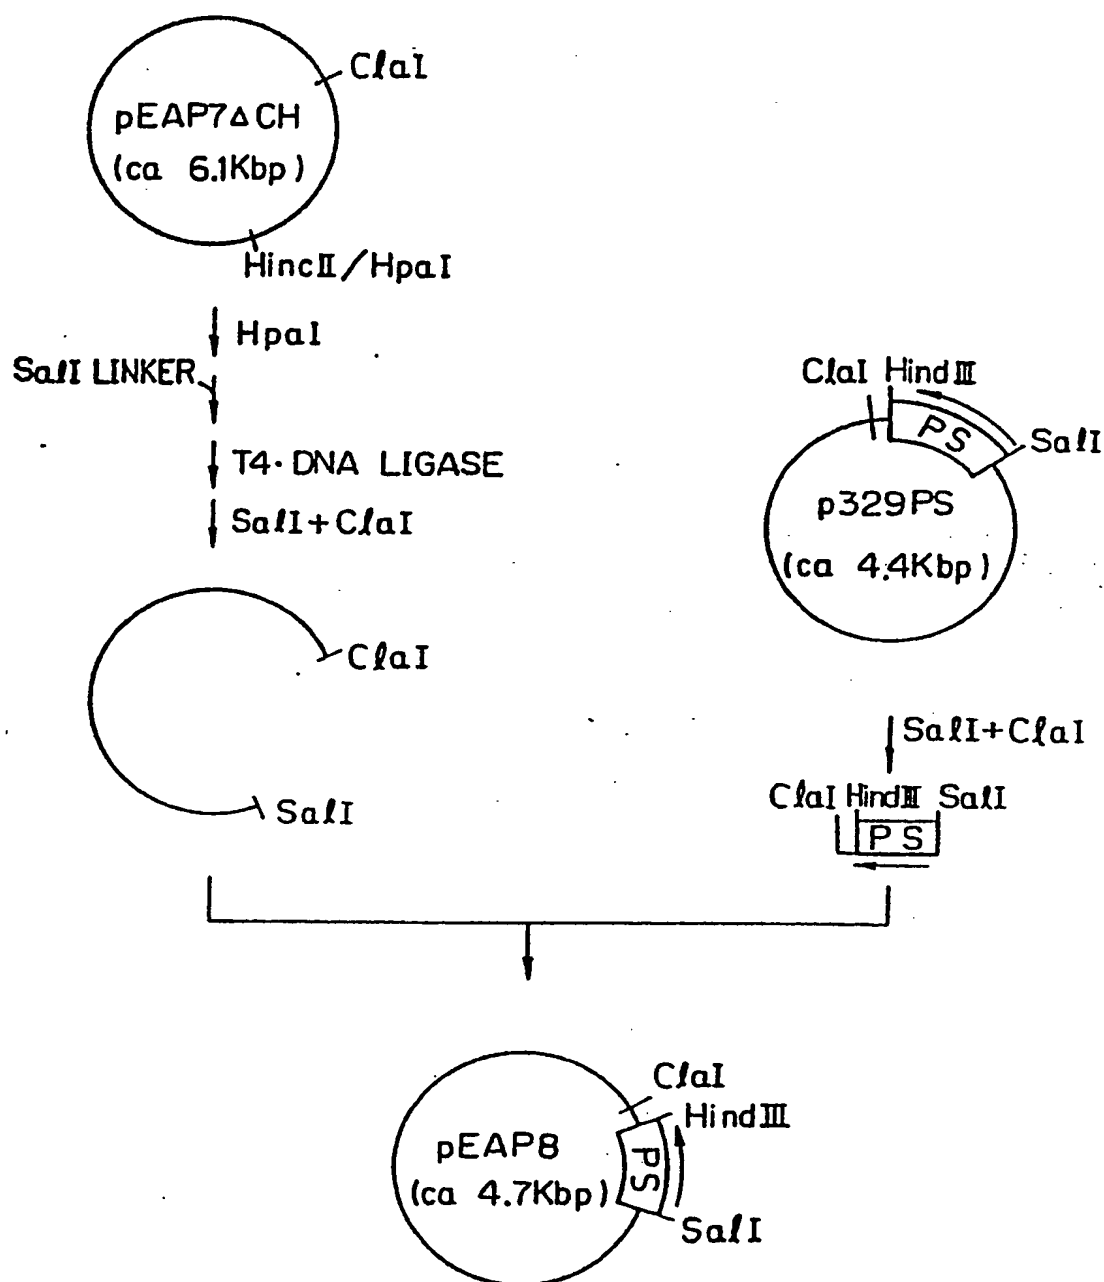 ClaI
pEAP7ΔCH
(ca 6.1Kbp)
HincII/HpaI
HpaI
SalI LINKER
T4·DNA LIGASE
SalI+ClaI
ClaI
SalI
ClaI HindIII
PS
SalI
p329PS
(ca 4.4Kbp)
SalI+ClaI
ClaI HindIII SalI
PS
ClaI
HindIII
pEAP8
(ca 4.7Kbp)
PS
SalI